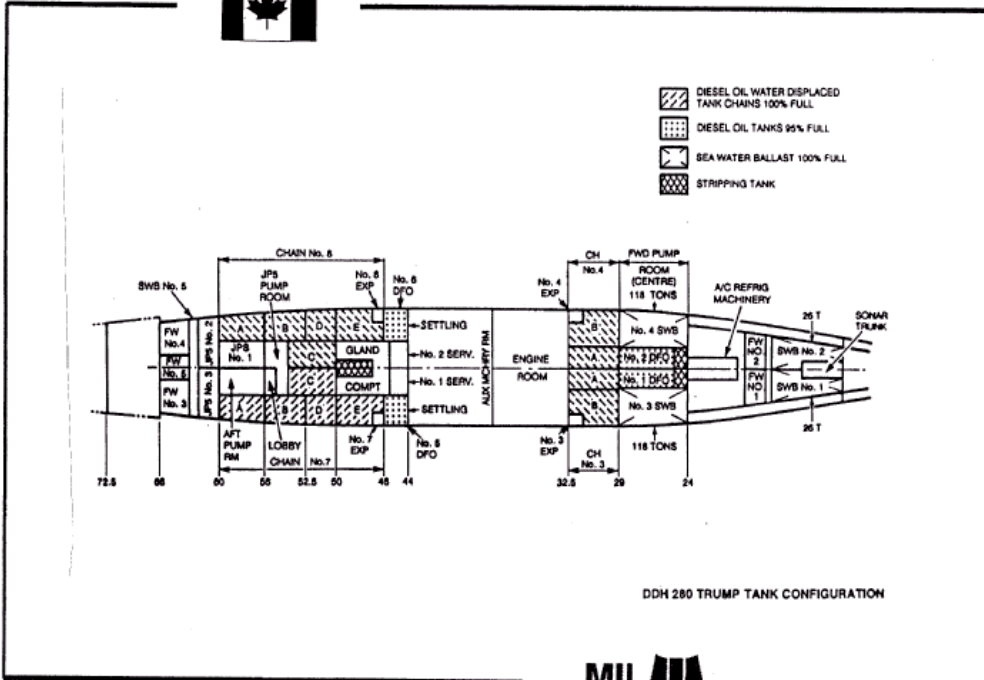 DIESEL OIL WATER DISPLACED
TANK CHAINS 100% FULL
DIESEL OIL TANKS 95% FULL
SEA WATER BALLAST 100% FULL
STRIPPING TANK
CHAIN No. 8
SWB No. 5
JP5
PUMP
ROOM
No. 8
EXP
No. 6
DFO
CH
No.4
No. 4
EXP
FWD PUMP
ROOM
(CENTRE)
118 TONS
A/C REFRIG
MACHINERY
26 T
SONAR
TRUNK
FW
No.4
FW
No.5
FW
No. 3
JP5 No. 2
JP5 No. 3
JP5
No. 1
A
B
D
E
C
C
A
B
D
E
GLAND
COMPT
SETTLING
No. 2 SERV.
No. 1 SERV.
SETTLING
AUX MCHRY RM
ENGINE
ROOM
B
A
A
B
No. 4 SWB
No. 2 DFO
No. 1 DFO
No. 3 SWB
FW
NO.
2
FW
NO.
1
SWB No. 2
SWB No. 1
AFT
PUMP
RM
LOBBY
CHAIN No.7
No. 7
EXP
No. 5
DFO
No. 3
EXP
CH
No. 3
118 TONS
26 T
72.5
66
60
56
52.5
50
46
44
32.5
29
24
DDH 280 TRUMP TANK CONFIGURATION
MIL